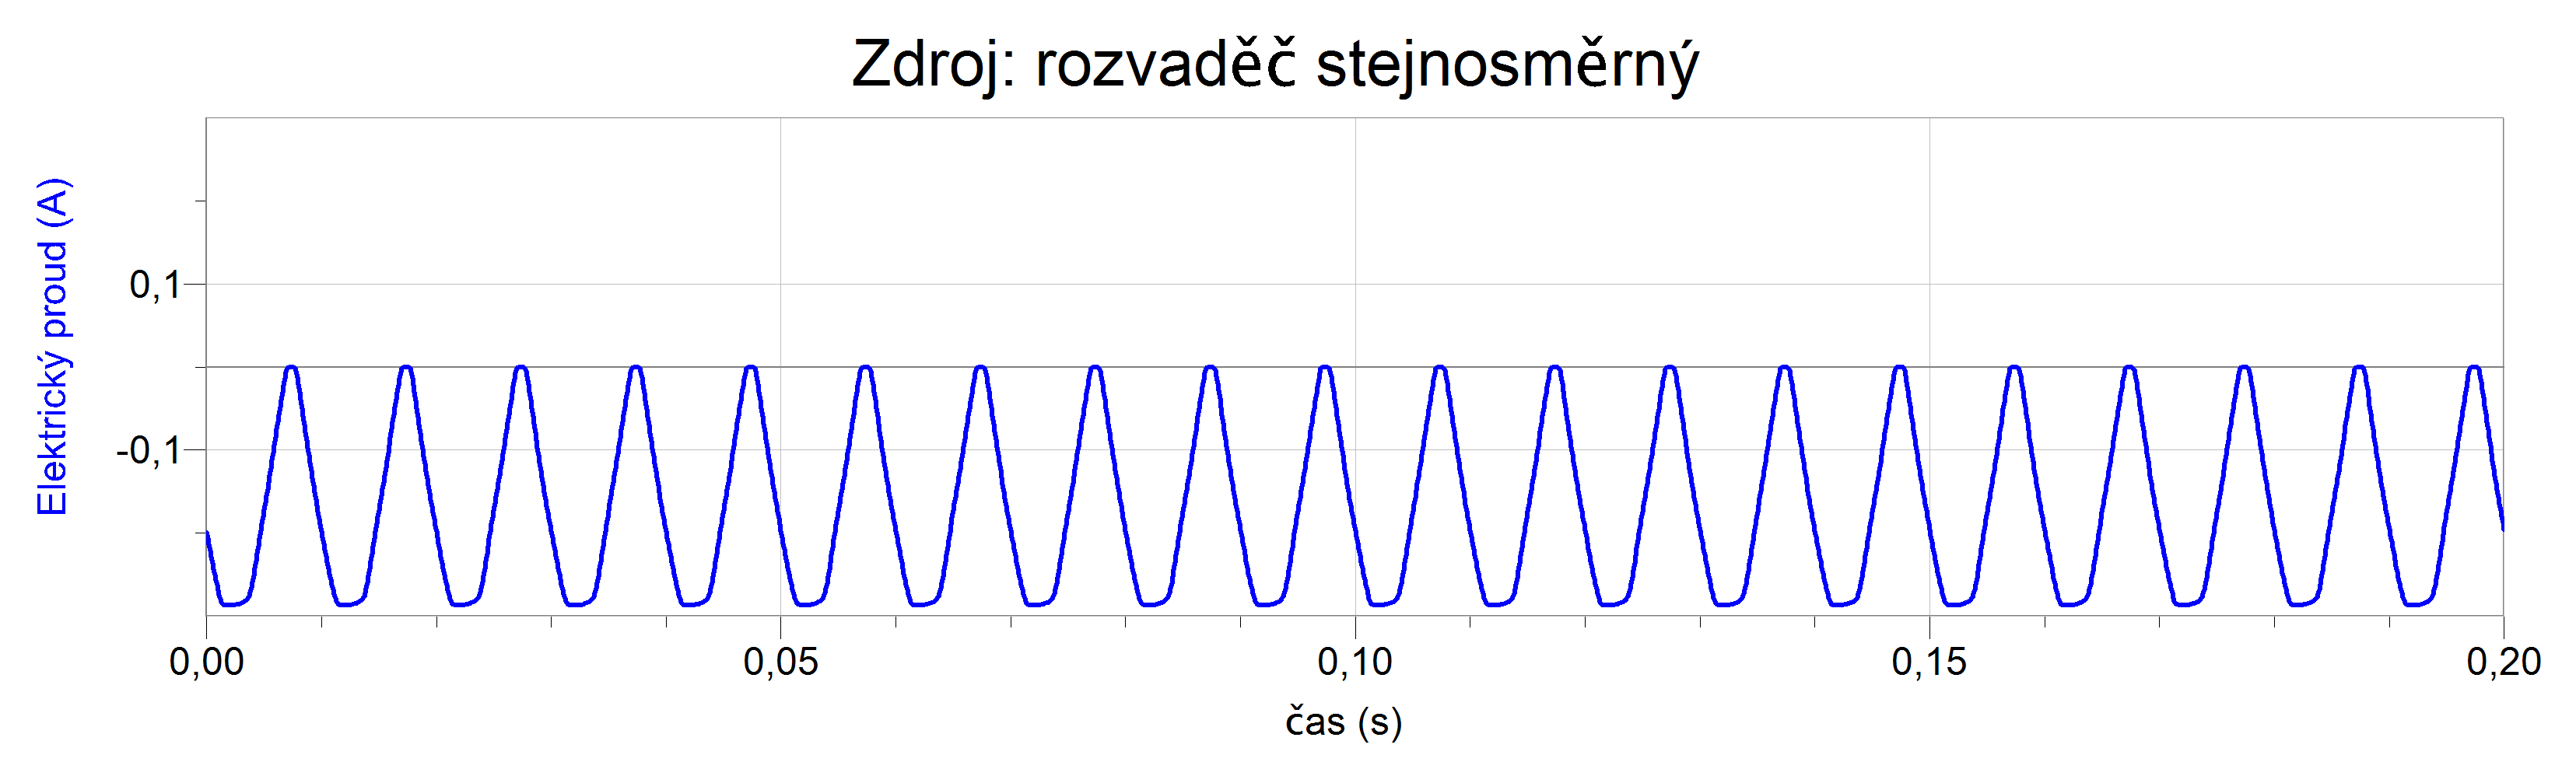 Zdroj: rozvaděč stejnosměrný
Elektrický proud (A)
0,1
-0,1
0,00 0,05 0,10 0,15 0,20
čas (s)